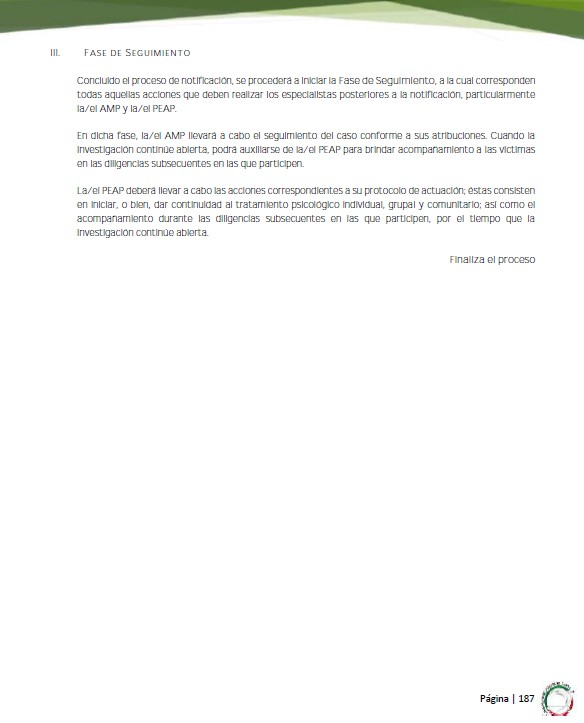 III. FASE DE SEGUIMIENTO
Concluido el proceso de notificación, se procederá a iniciar la Fase de Seguimiento, a la cual corresponden
todas aquellas acciones que deben realizar los especialistas posteriores a la notificación, particularmente
la/el AMP y la/el PEAP.
En dicha fase, la/el AMP llevará a cabo el seguimiento del caso conforme a sus atribuciones. Cuando la
investigación continúe abierta, podrá auxiliarse de la/el PEAP para brindar acompañamiento a las víctimas
en las diligencias subsecuentes en las que participen.
La/el PEAP deberá llevar a cabo las acciones correspondientes a su protocolo de actuación; éstas consisten
en iniciar, o bien, dar continuidad al tratamiento psicológico individual, grupal y comunitario; así como el
acompañamiento durante las diligencias subsecuentes en las que participen, por el tiempo que la
investigación continúe abierta.
Finaliza el proceso
Página | 187